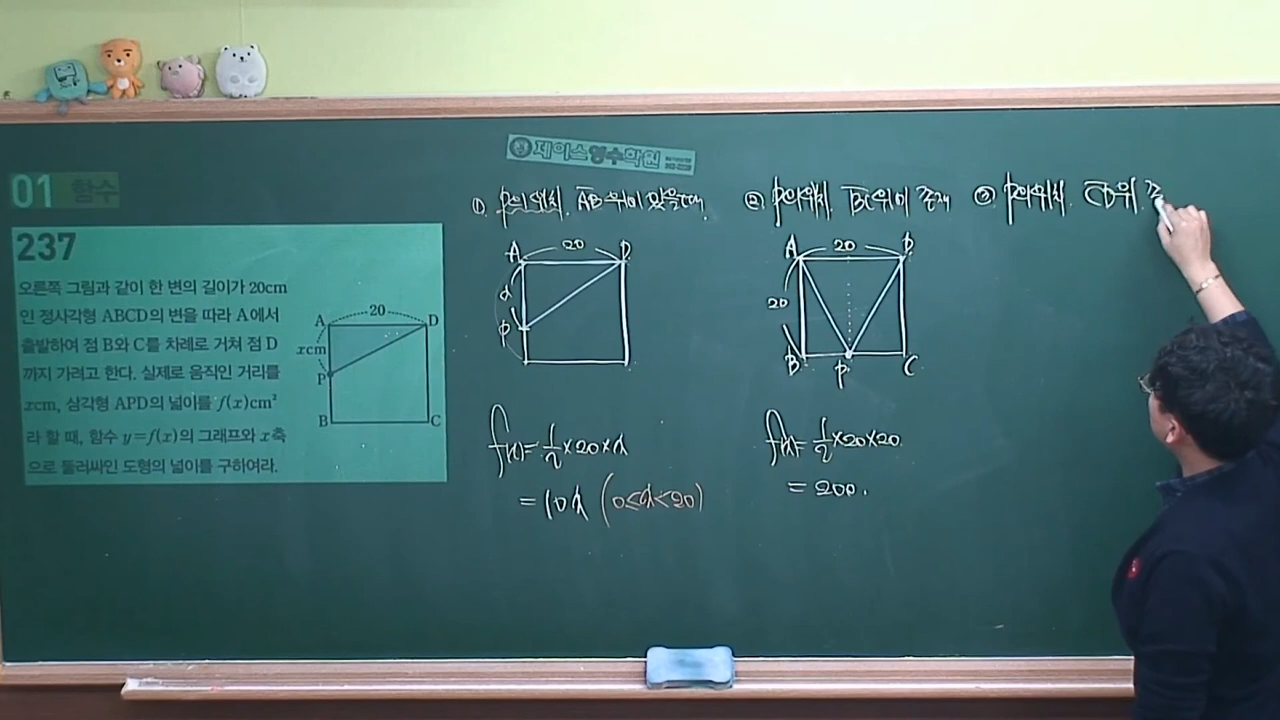 제이스영수학원
01 함수
237
오른쪽 그림과 같이 한 변의 길이가 20cm
인 정사각형 ABCD의 변을 따라 A에서
출발하여 점 B와 C를 차례로 거쳐 점 D
까지 가려고 한다. 실제로 움직인 거리를
xcm, 삼각형 APD의 넓이를 f(x)cm²
라 할 때, 함수 y=f(x)의 그래프와 x축
으로 둘러싸인 도형의 넓이를 구하여라.
A 20 D
xcm
P
B C
① P의 위치. AB 위에 있을 때.
A 20 D
x
P
f(x)=½×20×x
=10x (0≤x<20)
② P의 위치. BC 위에 존재
A 20 D
20
B P C
f(x)=½×20×20.
=200.
③ P의 위치. CD 위. 존